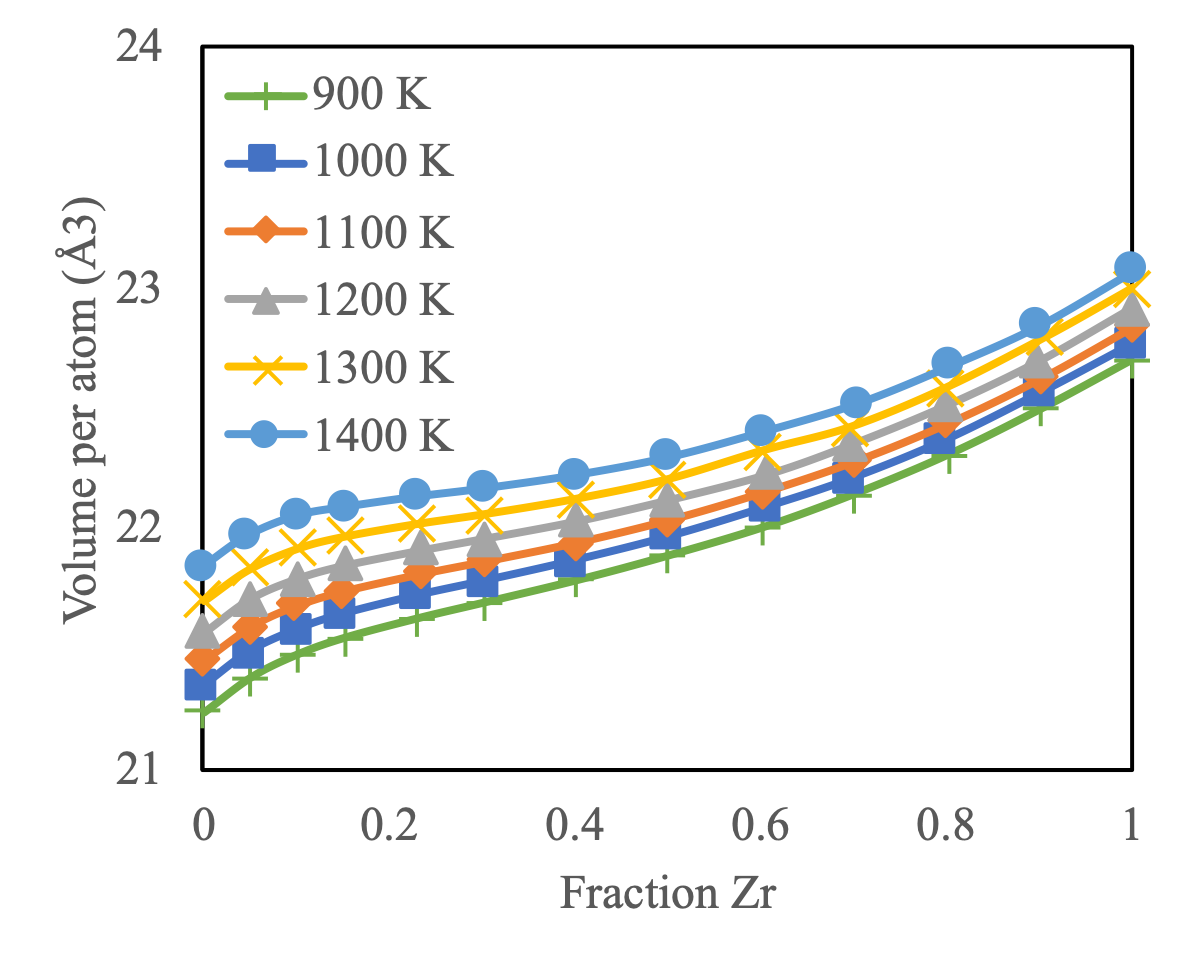 24
23
22
21
Volume per atom (Å3)
900 K
1000 K
1100 K
1200 K
1300 K
1400 K
0
0.2
0.4
0.6
0.8
1
Fraction Zr